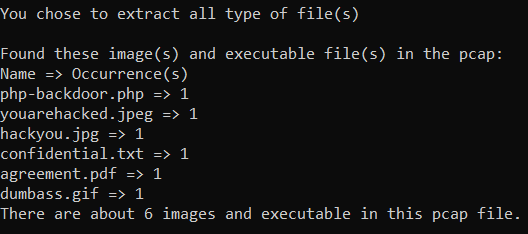 You chose to extract all type of file(s)
Found these image(s) and executable file(s) in the pcap:
Name => Occurrence(s)
php-backdoor.php => 1
youarehacked.jpeg => 1
hackyou.jpg => 1
confidential.txt => 1
agreement.pdf => 1
dumbass.gif => 1
There are about 6 images and executable in this pcap file.